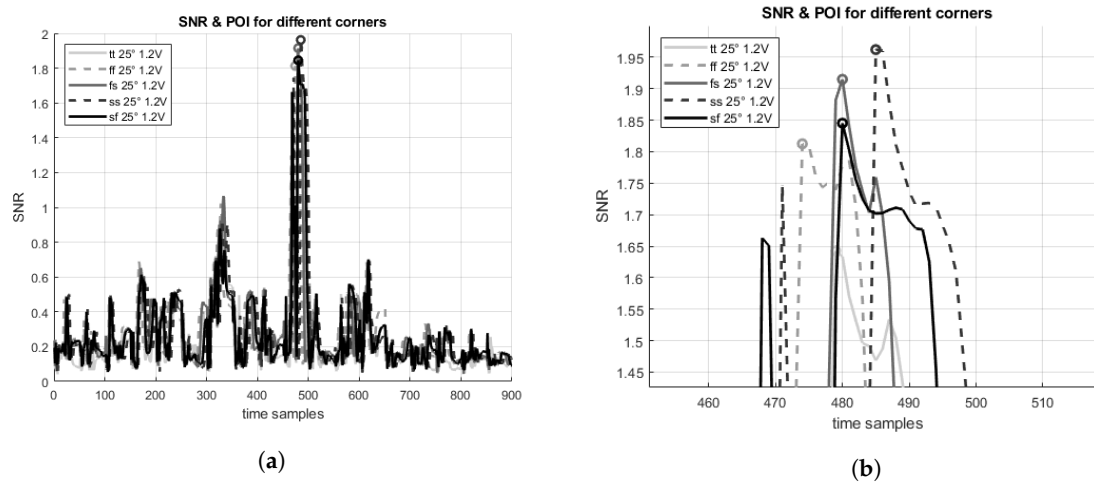 SNR & POI for different corners
tt 25° 1.2V
ff 25° 1.2V
fs 25° 1.2V
ss 25° 1.2V
sf 25° 1.2V
SNR
2
1.8
1.6
1.4
1.2
1
0.8
0.6
0.4
0.2
0
0 100 200 300 400 500 600 700 800 900
time samples
(a)
SNR & POI for different corners
tt 25° 1.2V
ff 25° 1.2V
fs 25° 1.2V
ss 25° 1.2V
sf 25° 1.2V
SNR
1.95
1.9
1.85
1.8
1.75
1.7
1.65
1.6
1.55
1.5
1.45
460 470 480 490 500 510
time samples
(b)